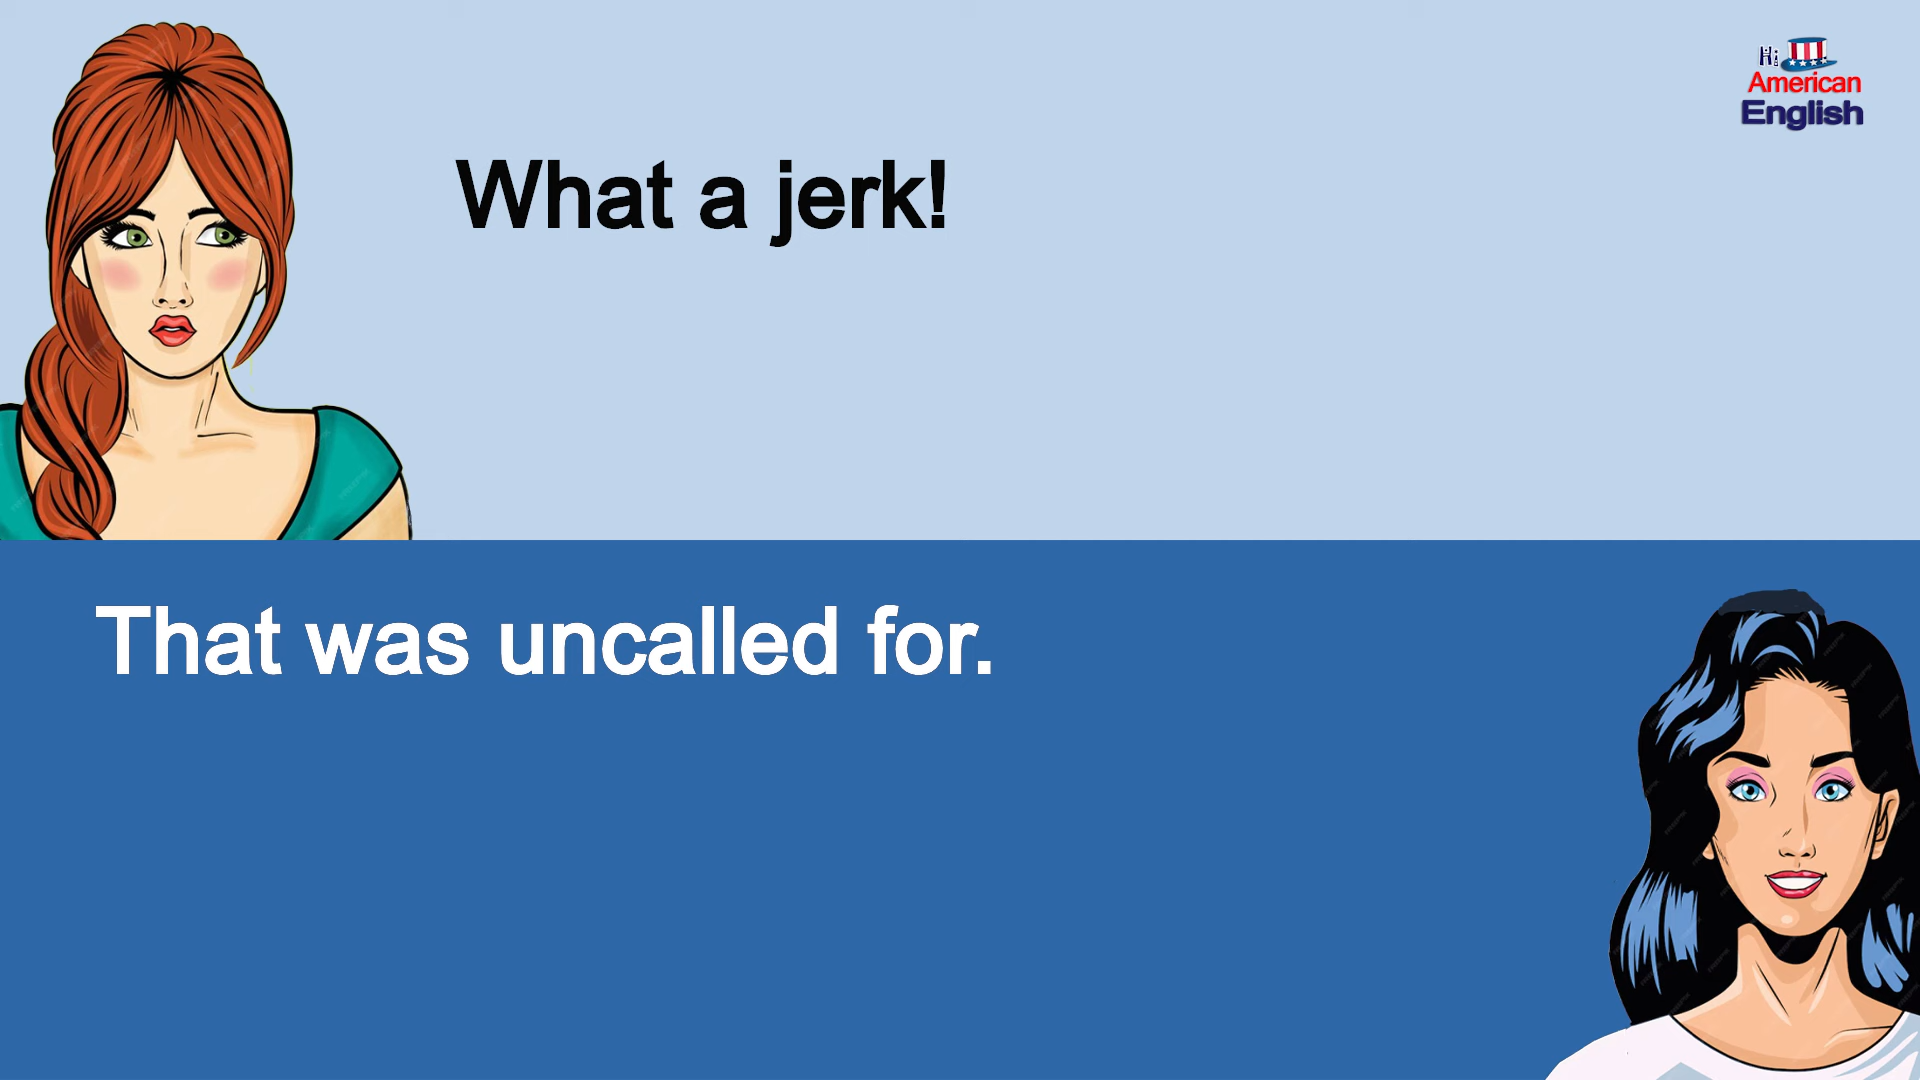 Hi
American
English
What a jerk!
That was uncalled for.